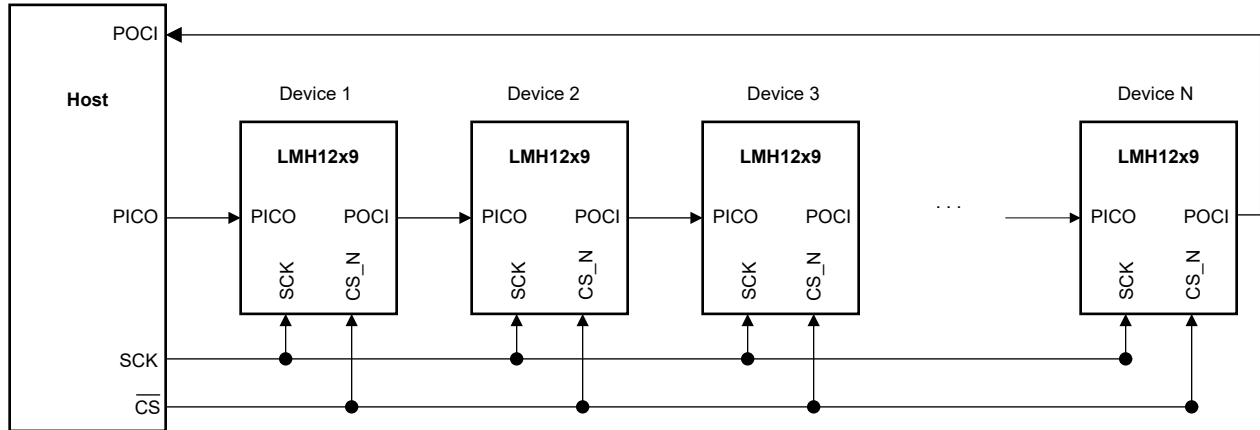 POCI
Host
Device 1 Device 2 Device 3 Device N
LMH12x9 LMH12x9 LMH12x9 LMH12x9
PICO PICO POCI PICO POCI PICO POCI . . . PICO POCI
SCK CS_N SCK CS_N SCK CS_N SCK CS_N
SCK
C̅S̅